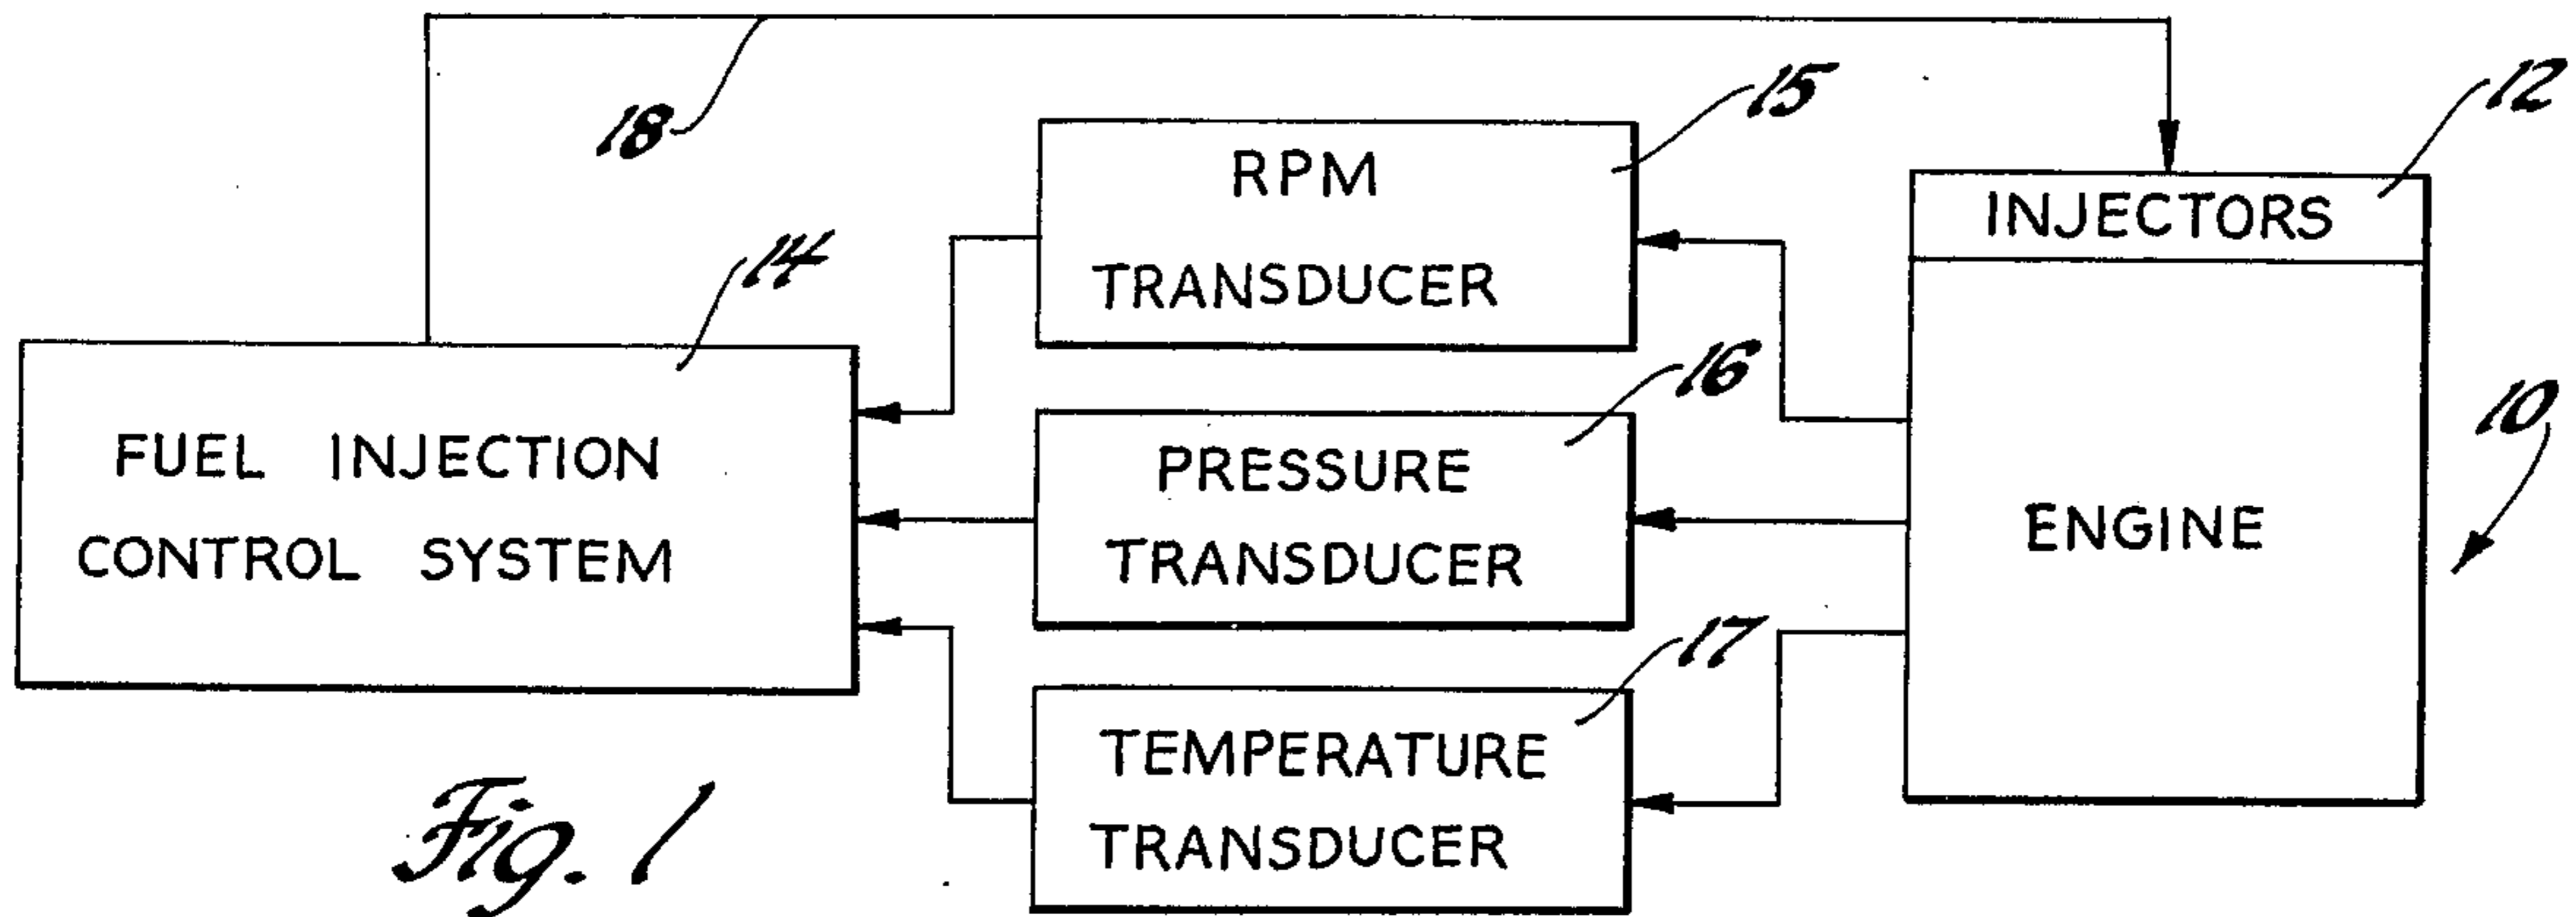 18
15
12
RPM
TRANSDUCER
INJECTORS
14
FUEL INJECTION
CONTROL SYSTEM
16
PRESSURE
TRANSDUCER
10
ENGINE
17
TEMPERATURE
TRANSDUCER
Fig. 1